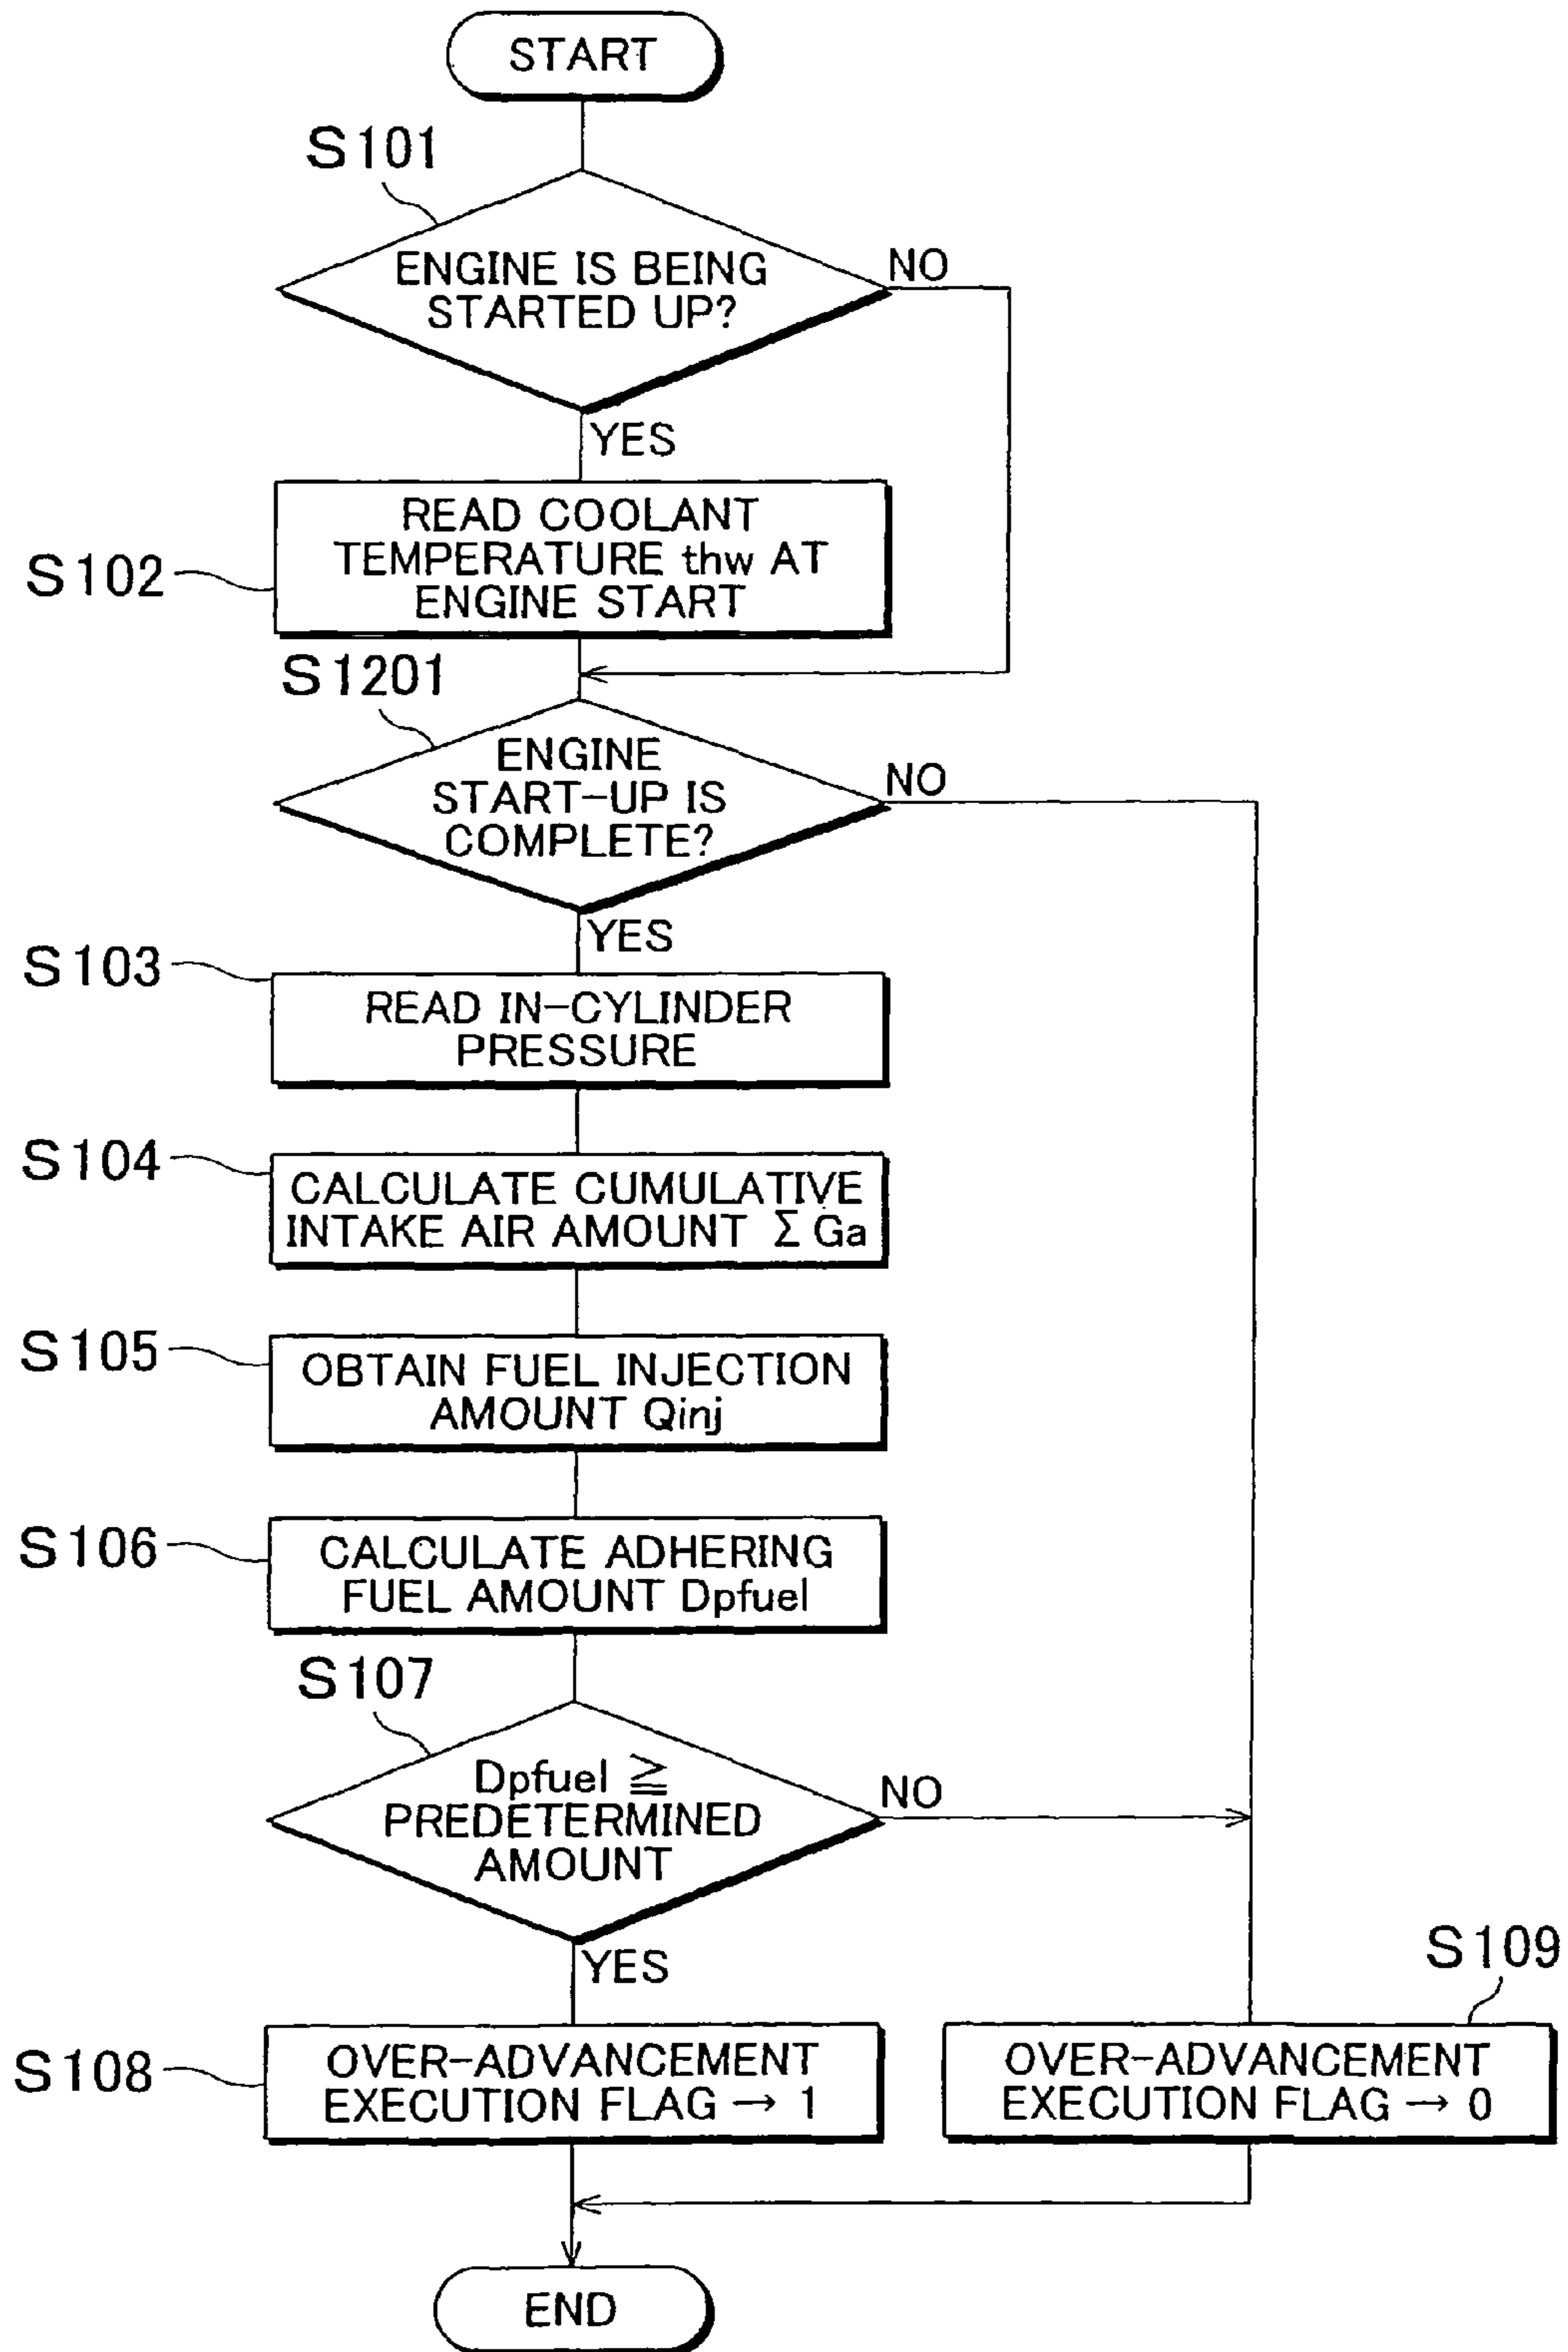 START
S101
ENGINE IS BEING
STARTED UP?
NO
YES
S102
READ COOLANT
TEMPERATURE thw AT
ENGINE START
S1201
ENGINE
START-UP IS
COMPLETE?
NO
YES
S103
READ IN-CYLINDER
PRESSURE
S104
CALCULATE CUMULATIVE
INTAKE AIR AMOUNT Σ Ga
S105
OBTAIN FUEL INJECTION
AMOUNT Qinj
S106
CALCULATE ADHERING
FUEL AMOUNT Dpfuel
S107
Dpfuel ≧
PREDETERMINED
AMOUNT
NO
YES
S108
OVER-ADVANCEMENT
EXECUTION FLAG → 1
S109
OVER-ADVANCEMENT
EXECUTION FLAG → 0
END